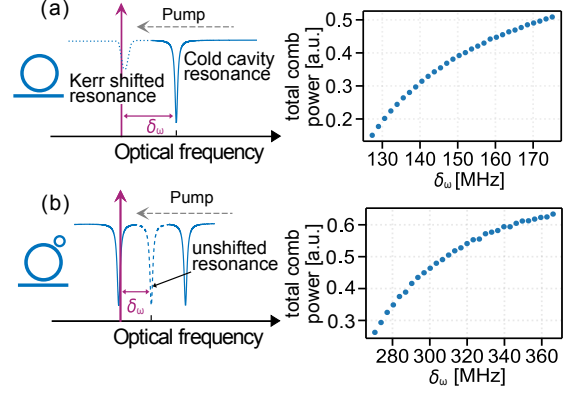 (a)
Pump
Cold cavity
resonance
Kerr shifted
resonance
δω
Optical frequency
total comb
power [a.u.]
0.5
0.4
0.3
0.2
130 140 150 160 170
δω [MHz]
(b)
Pump
unshifted
resonance
δω
Optical frequency
total comb
power [a.u.]
0.6
0.5
0.4
0.3
280 300 320 340 360
δω [MHz]